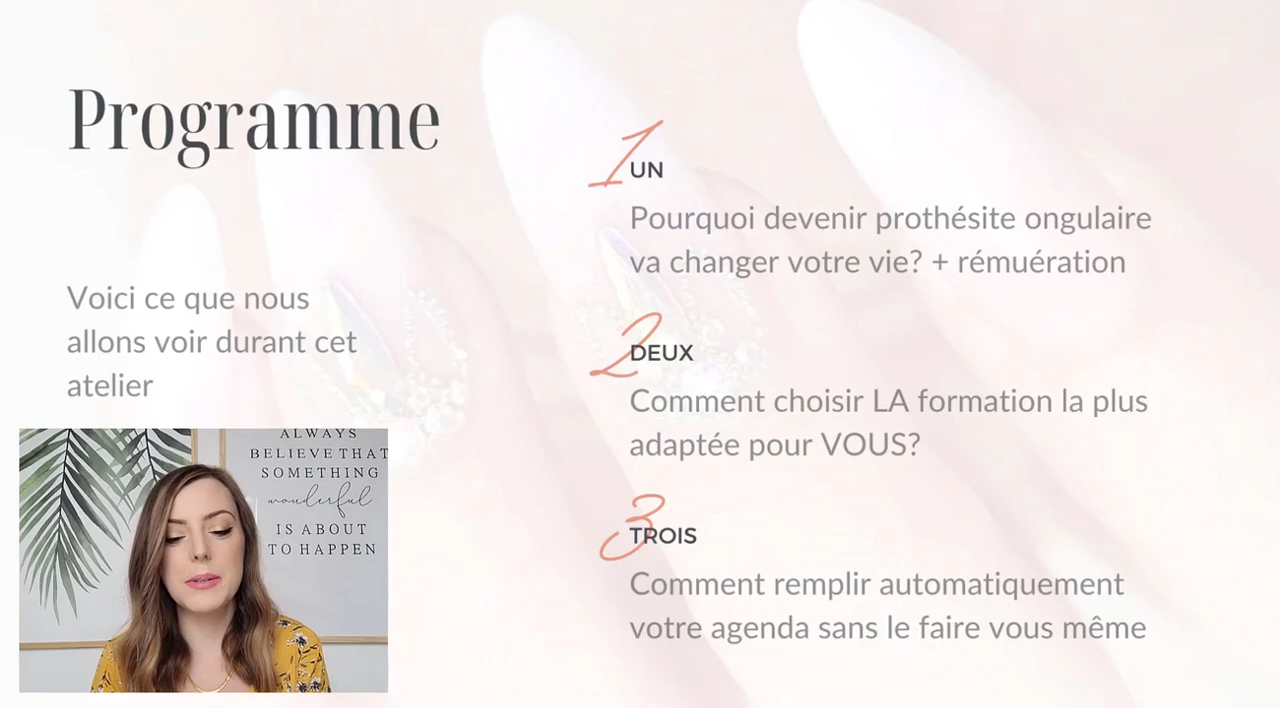 Programme
Voici ce que nous
allons voir durant cet
atelier
1
UN
Pourquoi devenir prothésite ongulaire
va changer votre vie? + rémuération
2
DEUX
Comment choisir LA formation la plus
adaptée pour VOUS?
3
TROIS
Comment remplir automatiquement
votre agenda sans le faire vous même
ALWAYS
BELIEVE THAT
SOMETHING
wonderful
IS ABOUT
TO HAPPEN